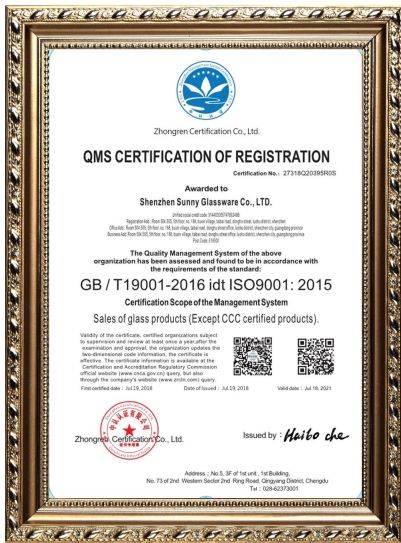 Zhongren Certification Co., Ltd.
QMS CERTIFICATION OF REGISTRATION
Certification No.: 27318Q20395R0S
Awarded to
Shenzhen Sunny Glassware Co., LTD.
Unified social credit code:
Post Code: 518000
The Quality Management System of the above
organization has been assessed and found to be in accordance with
the requirements of the standard:
GB / T19001-2016 idt ISO9001: 2015
Certification Scope of the Management System
Sales of glass products (Except CCC certified products).
Validity of the certificate, certified organizations subject
to supervision and review at least once a year,after the
examination and approval, the organization updates the
two-dimensional code information, the certificate is
effective. The certificate information is available at the
Certification and Accreditation Regulatory Commission
official website (www.cnca.gov.cn) query, but also
through the company's website (www.zrcltc.com) query.
First certified date : Jul.19, 2018 Date of Issued : Jul.19, 2018 Valid date : Jul.18, 2021
Zhongren Certification Co., Ltd.
Issued by : Haibo che
Address : No.5, 3F of 1st unit , 1st Building,
No. 73 of 2nd Western Sector 2nd Ring Road, Qingyang District, Chengdu
Tel : 028-62373001